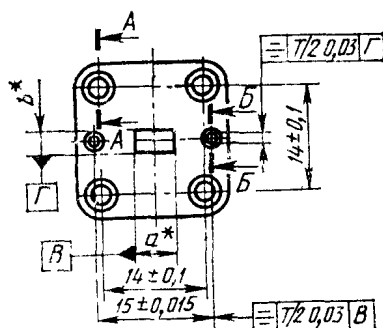 А
= T/2 0,03 Г
b*
Б
А
14±0,1
Г
Б
В
a*
14±0,1
15±0,015
= T/2 0,03 В